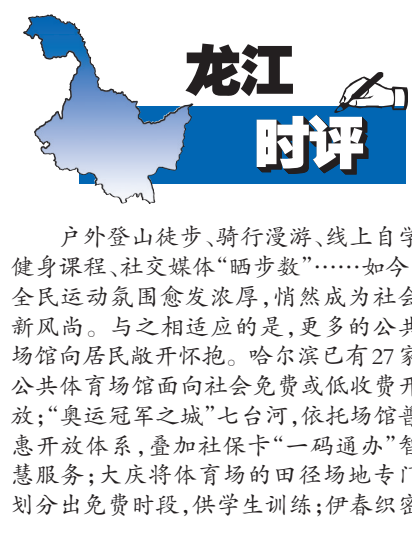 龙江
时评
户外登山徒步、骑行漫游、线上自学
健身课程、社交媒体“晒步数”……如今,
全民运动氛围愈发浓厚,悄然成为社会
新风尚。与之相适应的是,更多的公共
场馆向居民敞开怀抱。哈尔滨已有27家
公共体育场馆面向社会免费或低收费开
放;“奥运冠军之城”七台河,依托场馆普
惠开放体系,叠加社保卡“一码通办”智
慧服务;大庆将体育场的田径场地专门
划分出免费时段,供学生训练;伊春织密